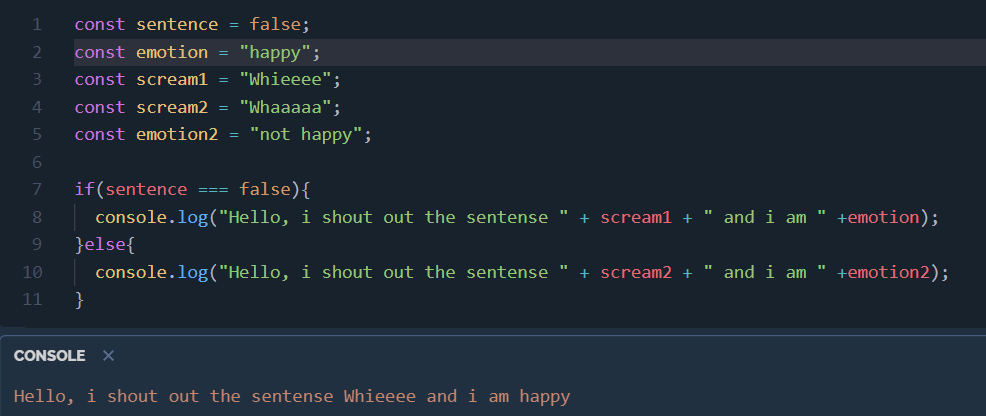 1 const sentence = false;
2 const emotion = "happy";
3 const scream1 = "Whieeee";
4 const scream2 = "Whaaaaa";
5 const emotion2 = "not happy";
6
7 if(sentence === false){
8 console.log("Hello, i shout out the sentense " + scream1 + " and i am " +emotion);
9 }else{
10 console.log("Hello, i shout out the sentense " + scream2 + " and i am " +emotion2);
11 }
CONSOLE ×
Hello, i shout out the sentense Whieeee and i am happy